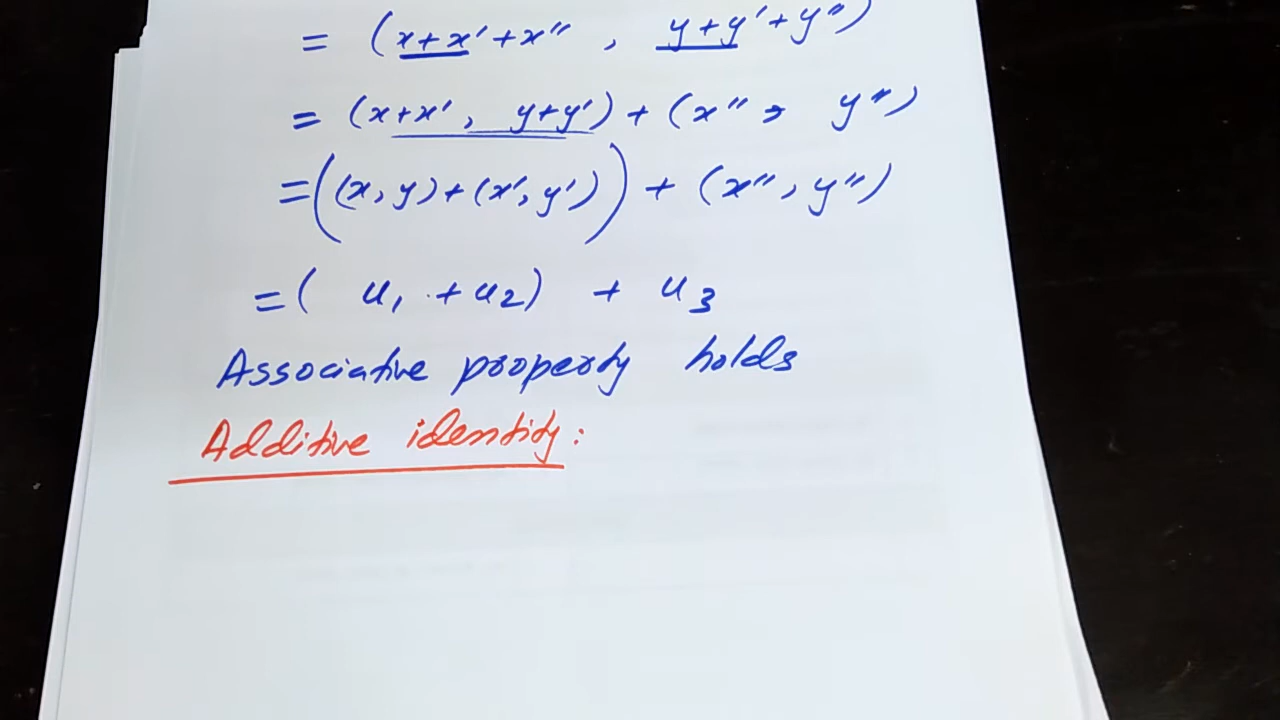 = (x+x'+x'' , y+y'+y'')
= (x+x' , y+y') + (x'' , y'')
= ((x, y) + (x', y')) + (x'', y'')
= ( u₁ + u₂) + u₃
Associative property holds
Additive identity: